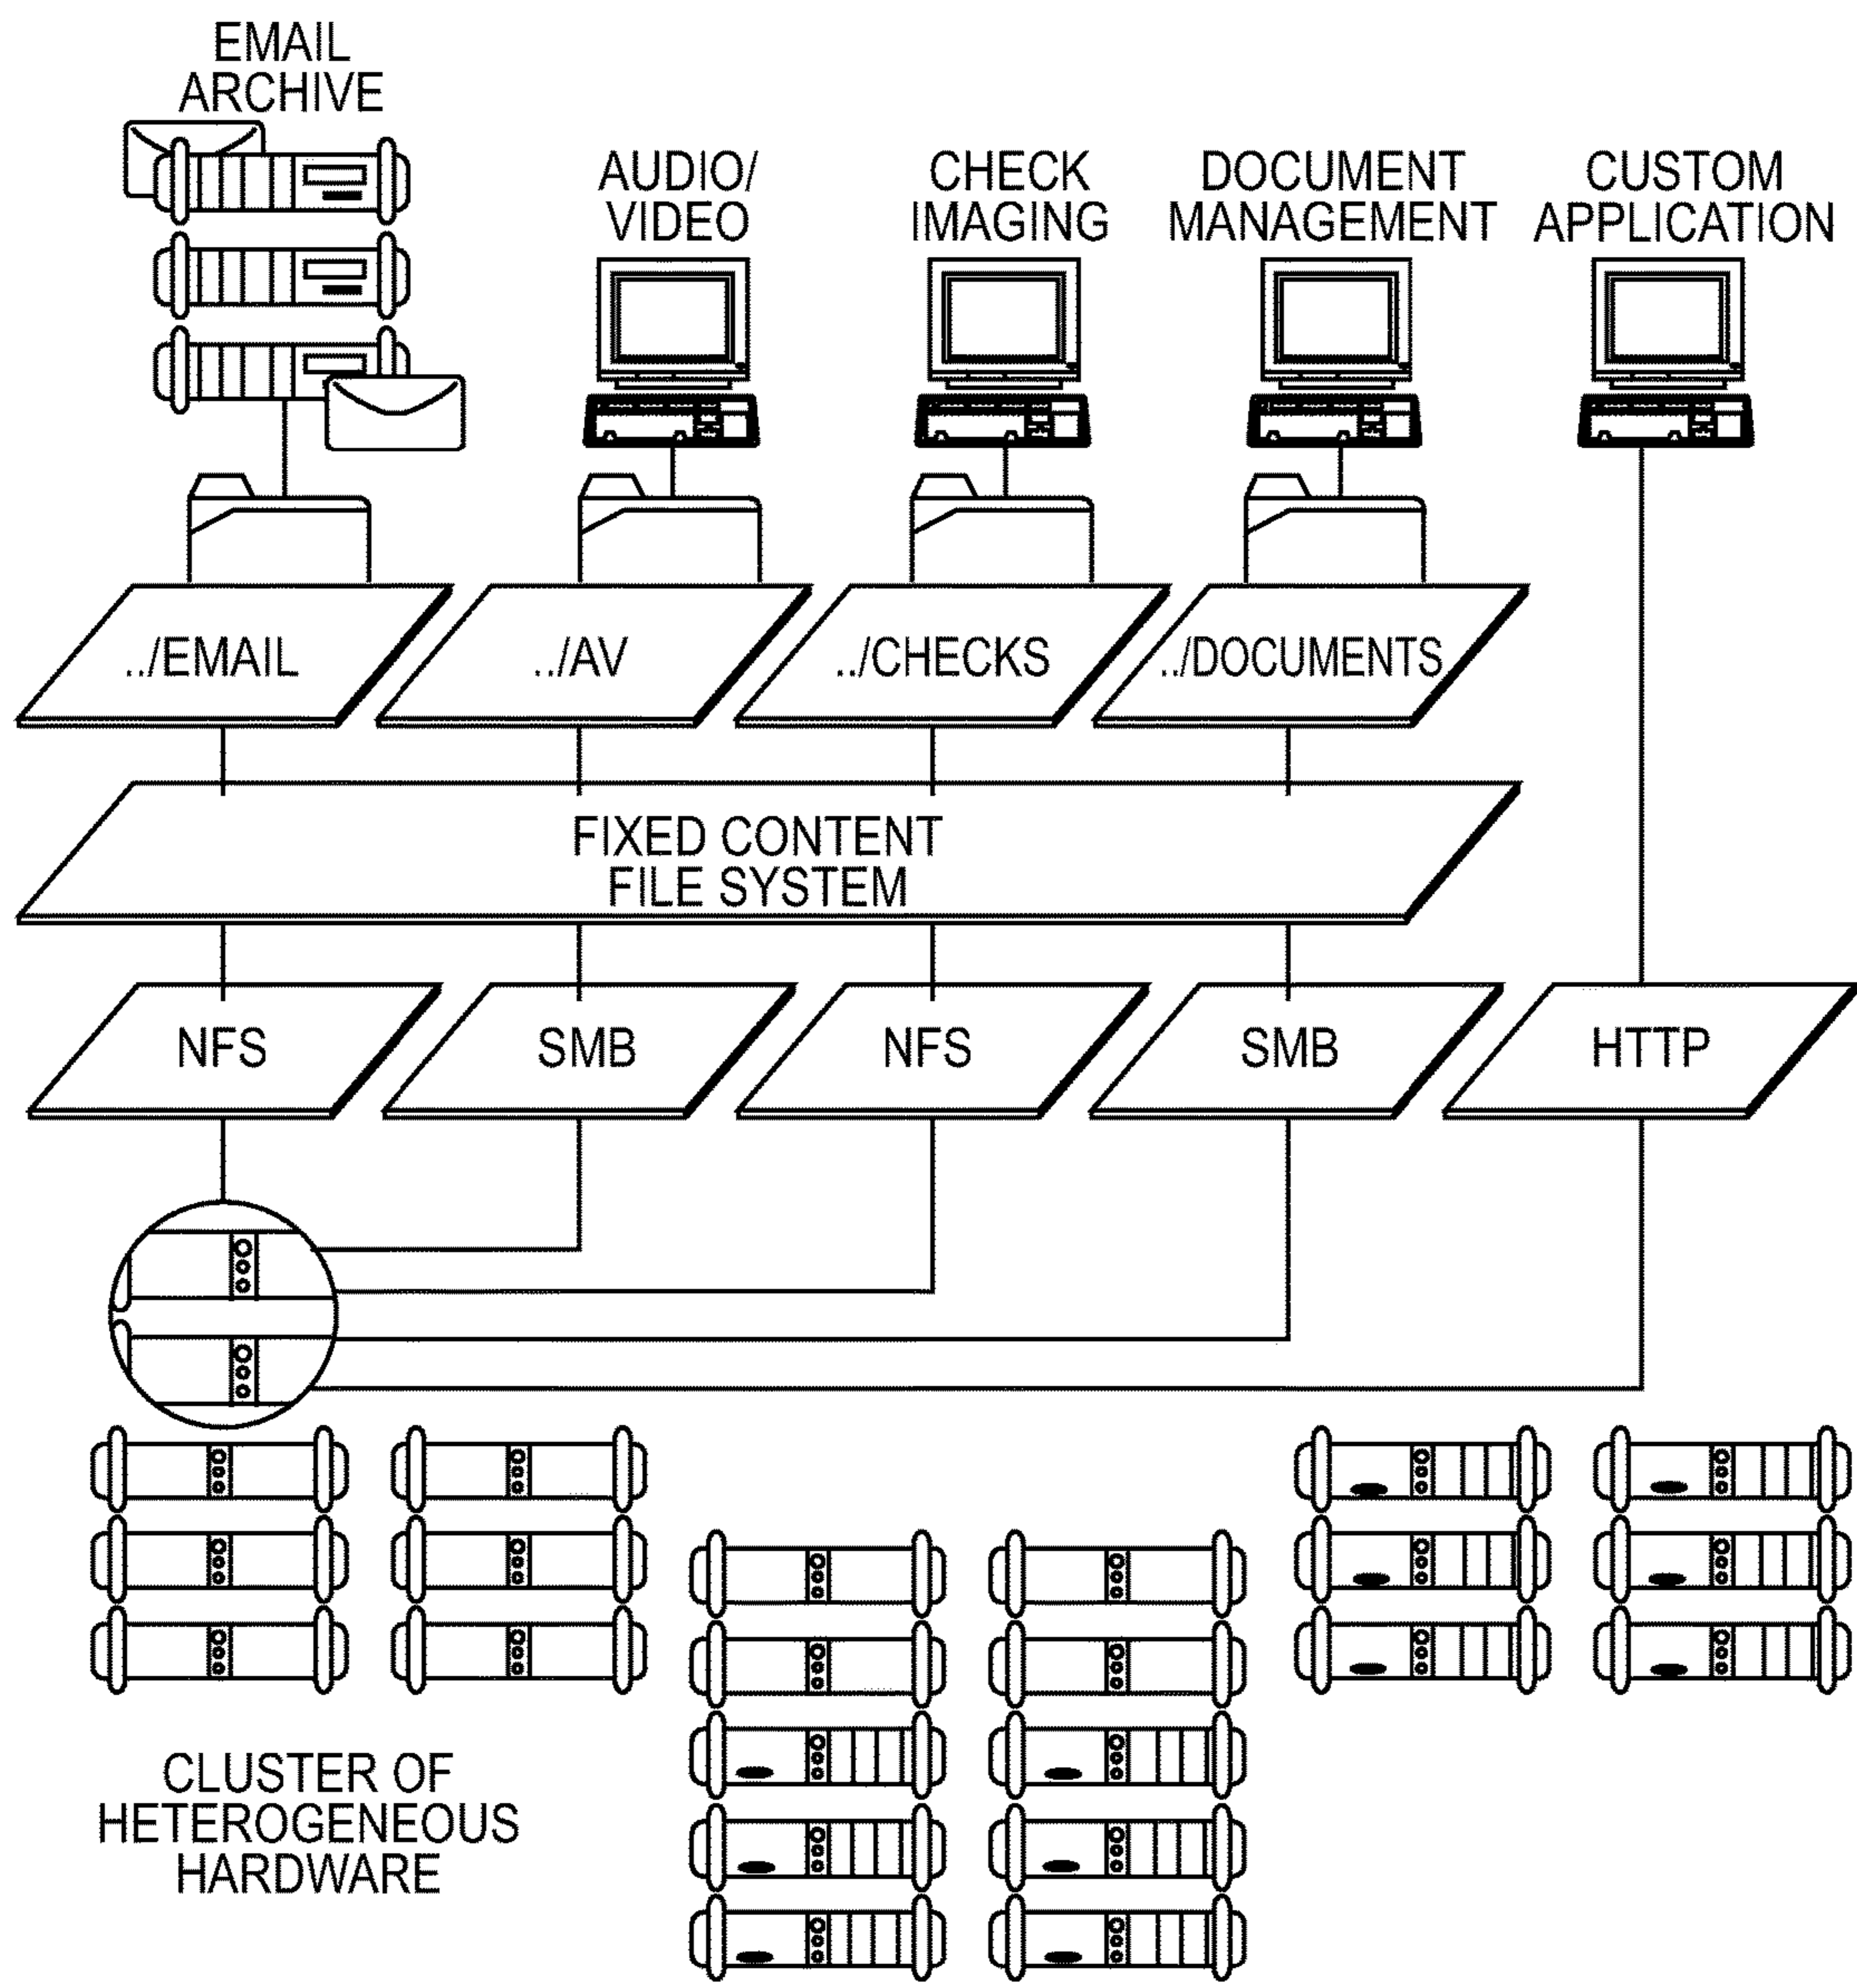 EMAIL
ARCHIVE
AUDIO/
VIDEO
CHECK
IMAGING
DOCUMENT
MANAGEMENT
CUSTOM
APPLICATION
../EMAIL
../AV
../CHECKS
../DOCUMENTS
FIXED CONTENT
FILE SYSTEM
NFS
SMB
NFS
SMB
HTTP
CLUSTER OF
HETEROGENEOUS
HARDWARE